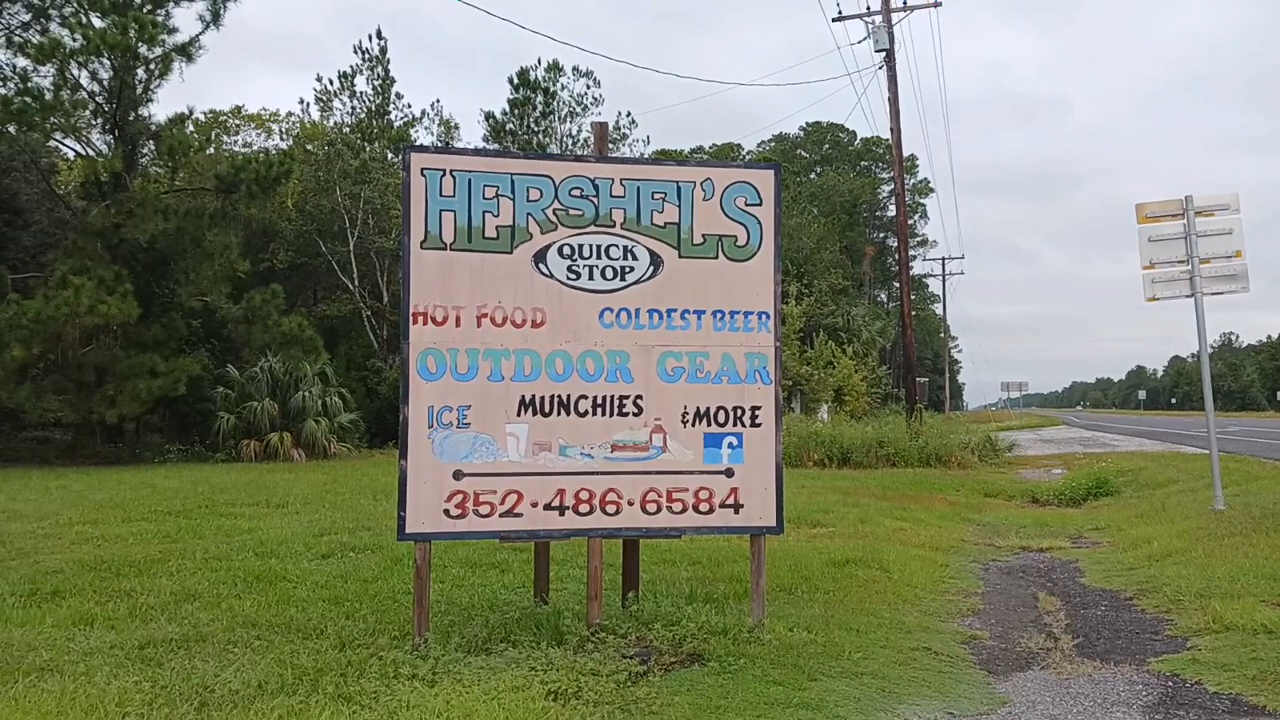 HERSHEL'S
QUICK
STOP
HOT FOOD COLDEST BEER
OUTDOOR GEAR
ICE MUNCHIES & MORE
f
352·486·6584